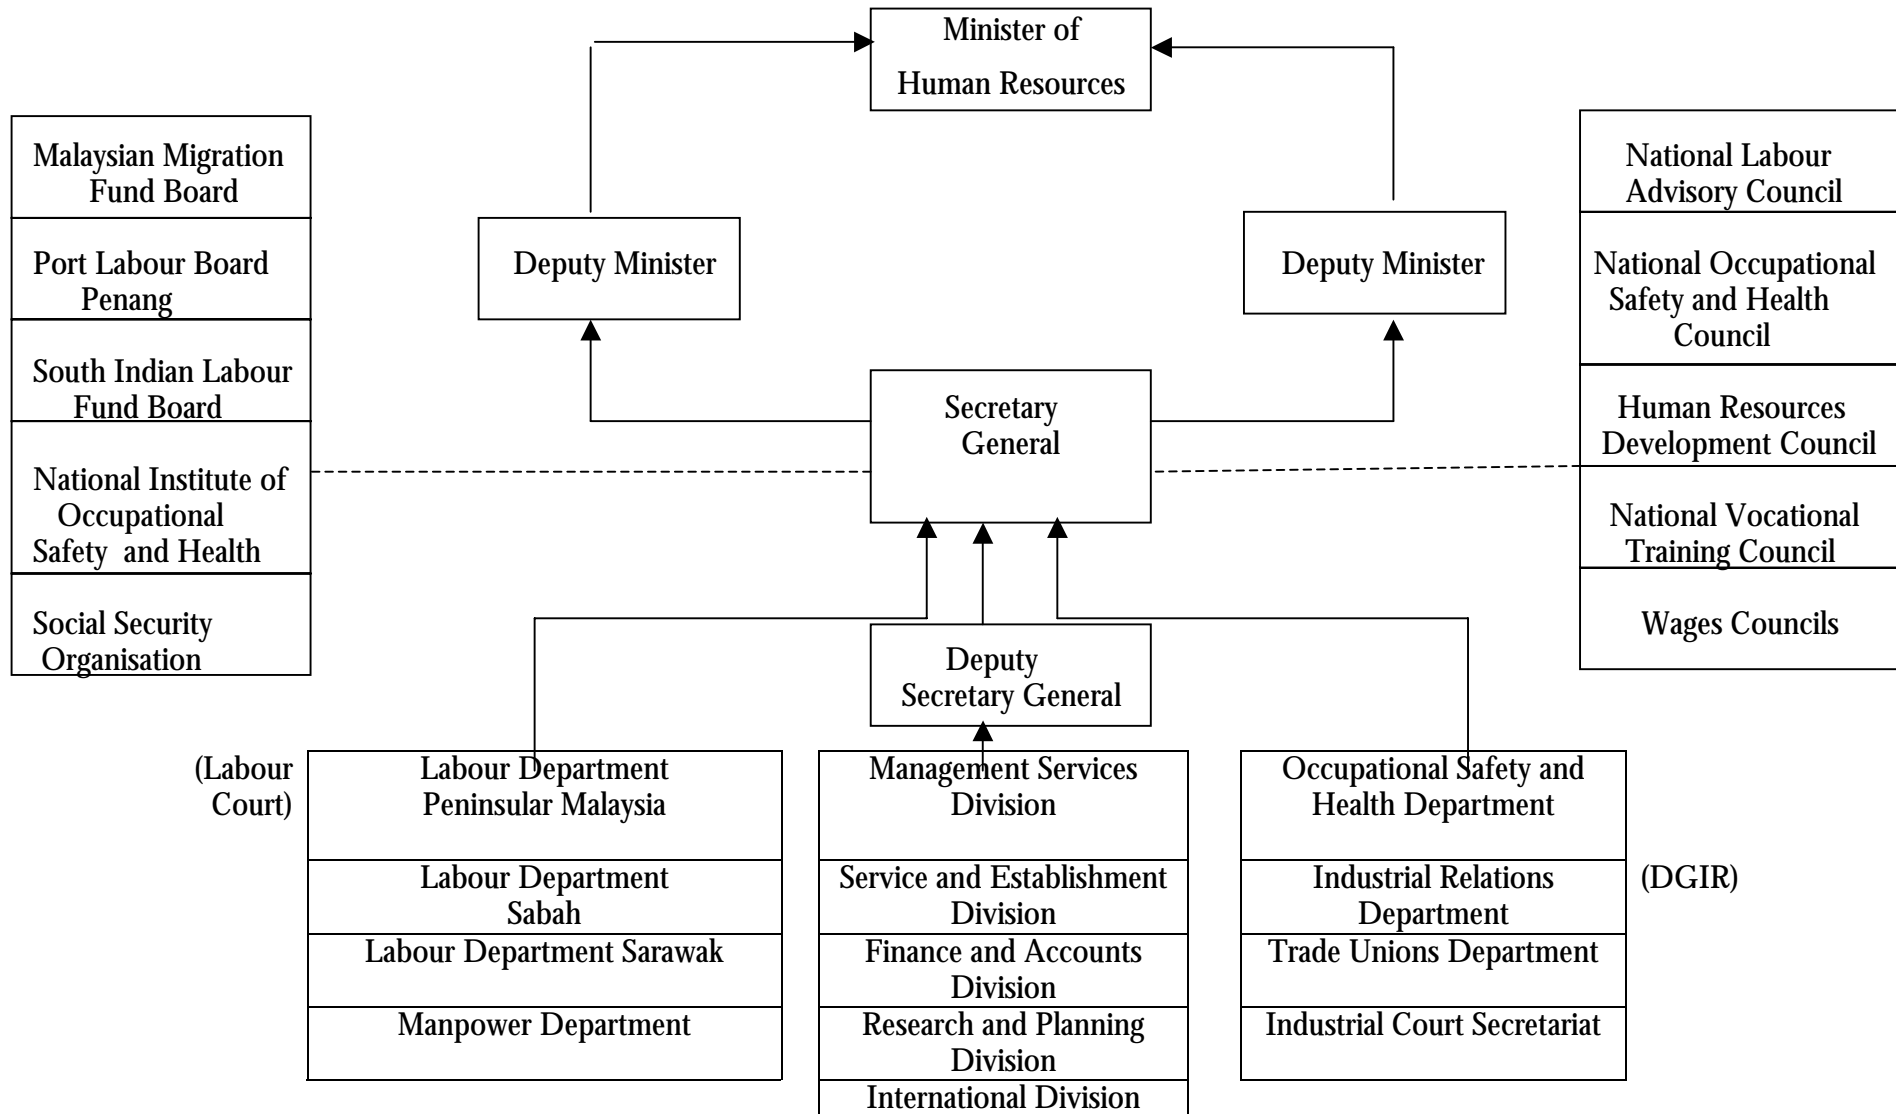 Minister of
Human Resources
Malaysian Migration
Fund Board
Port Labour Board
Penang
South Indian Labour
Fund Board
National Institute of
Occupational
Safety and Health
Social Security
Organisation
Deputy Minister
Deputy Minister
National Labour
Advisory Council
National Occupational
Safety and Health
Council
Human Resources
Development Council
National Vocational
Training Council
Wages Councils
Secretary
General
Deputy
Secretary General
(Labour
Court)
Labour Department
Peninsular Malaysia
Labour Department
Sabah
Labour Department Sarawak
Manpower Department
Management Services
Division
Service and Establishment
Division
Finance and Accounts
Division
Research and Planning
Division
International Division
Occupational Safety and
Health Department
Industrial Relations
Department
(DGIR)
Trade Unions Department
Industrial Court Secretariat